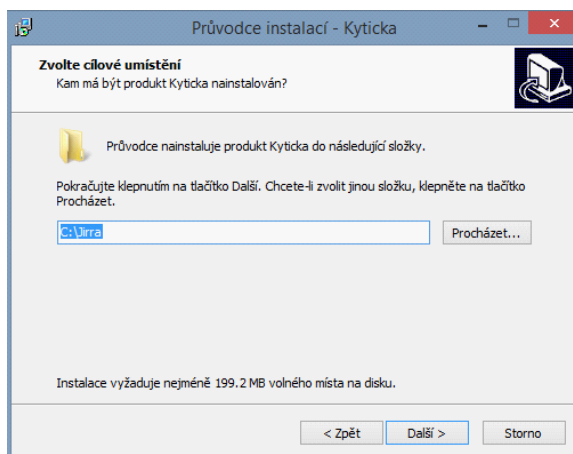 Průvodce instalací - Kyticka
Zvolte cílové umístění
Kam má být produkt Kyticka nainstalován?
Průvodce nainstaluje produkt Kyticka do následující složky.
Pokračujte klepnutím na tlačítko Další. Chcete-li zvolit jinou složku, klepněte na tlačítko
Procházet.
C:\Jirra
Procházet...
Instalace vyžaduje nejméně 199.2 MB volného místa na disku.
< Zpět
Další >
Storno